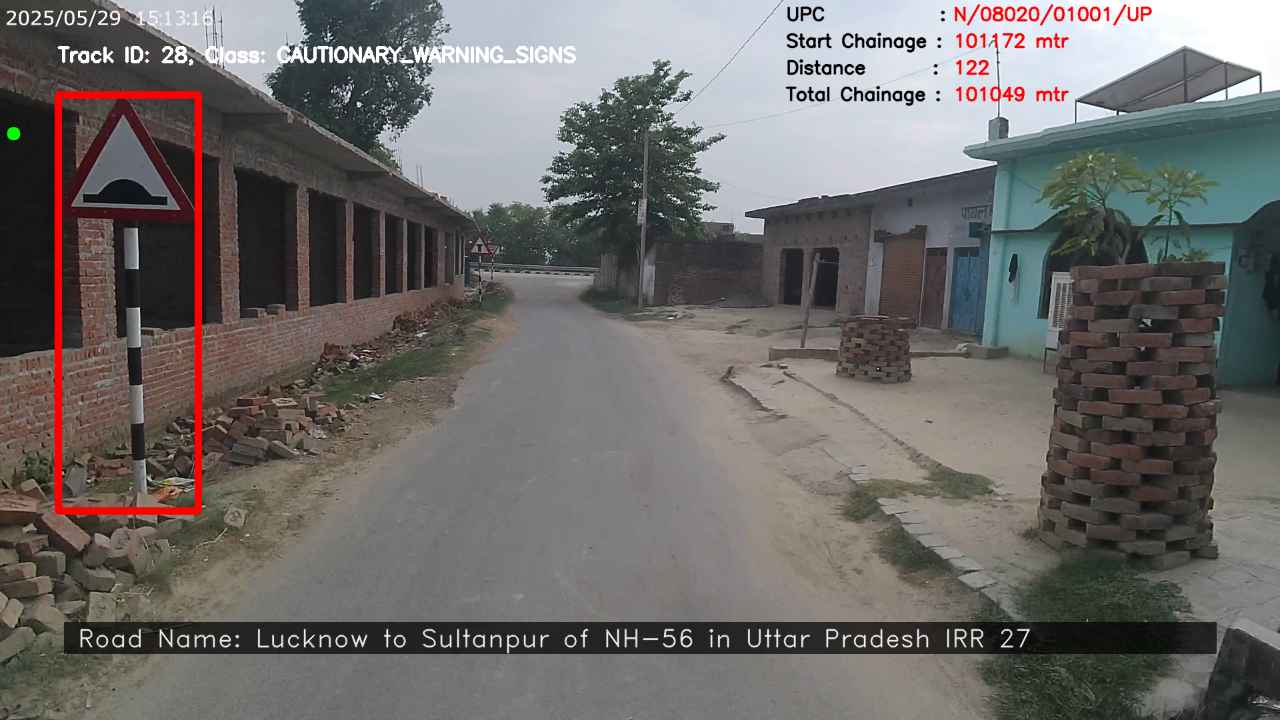 2025/05/29 15:13:16
Track ID: 28, Class: CAUTIONARY_WARNING_SIGNS
UPC : N/08020/01001/UP
Start Chainage : 101172 mtr
Distance : 122
Total Chainage : 101049 mtr
Road Name: Lucknow to Sultanpur of NH-56 in Uttar Pradesh IRR 27